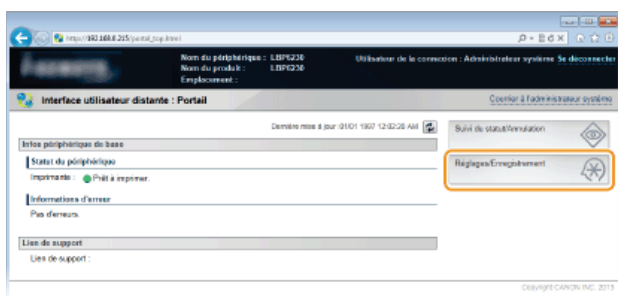 http://192.168.0.215/portal_top.html
Nom du périphérique : LBP6230
Nom du produit : LBP6230
Emplacement :
Utilisateur de la connexion : Administrateur système Se déconnecter
Interface utilisateur distante : Portail
Courrier à l'administrateur système
Dernière mise à jour :01/01 1997 12:02:28 AM
Infos périphérique de base
Statut du périphérique
Imprimante : Prêt à imprimer.
Informations d'erreur
Pas d'erreurs.
Lien de support
Lien de support :
Suivi du statut/Annulation
Réglages/Enregistrement
Copyright CANON INC. 2013